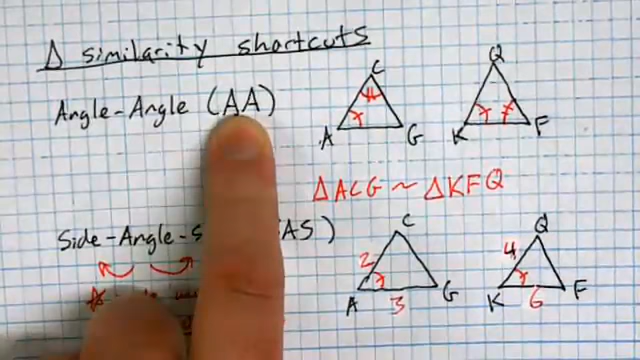 Δ similarity shortcuts
Angle-Angle (AA)
C
A
G
Q
K
F
ΔACG ~ ΔKFQ
Side-Angle-S AS)
C
2
A
3
G
Q
4
K
6
F